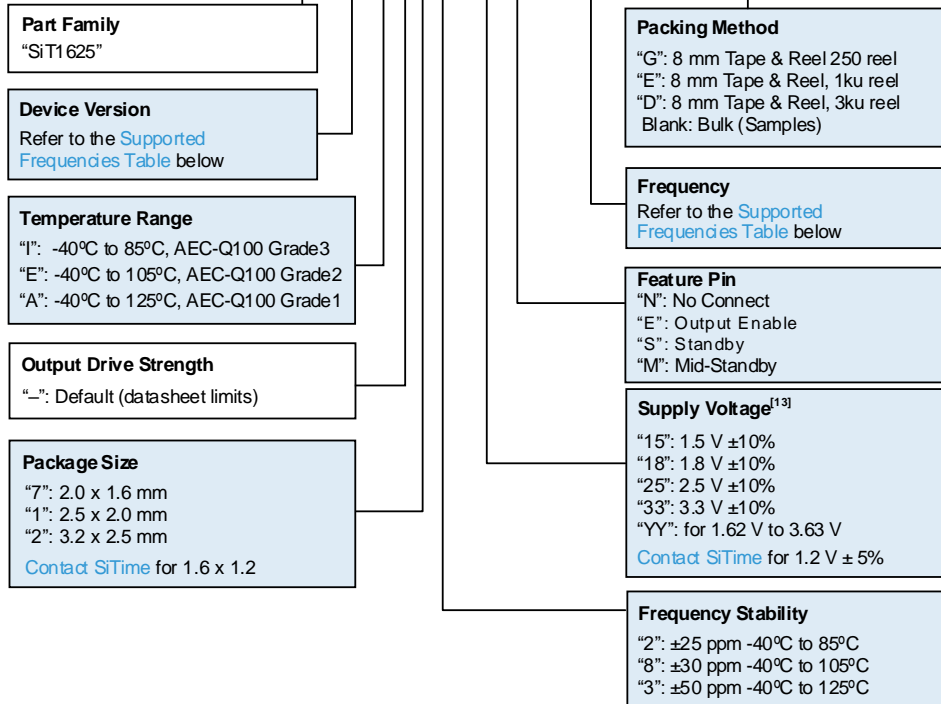 Part Family
“SiT1625”
Device Version
Refer to the Supported
Frequencies Table below
Temperature Range
“I”: -40ºC to 85ºC, AEC-Q100 Grade3
“E”: -40ºC to 105ºC, AEC-Q100 Grade2
“A”: -40ºC to 125ºC, AEC-Q100 Grade1
Output Drive Strength
“–”: Default (datasheet limits)
Package Size
“7”: 2.0 x 1.6 mm
“1”: 2.5 x 2.0 mm
“2”: 3.2 x 2.5 mm
Contact SiTime for 1.6 x 1.2
Packing Method
“G”: 8 mm Tape & Reel 250 reel
“E”: 8 mm Tape & Reel, 1ku reel
“D”: 8 mm Tape & Reel, 3ku reel
Blank: Bulk (Samples)
Frequency
Refer to the Supported
Frequencies Table below
Feature Pin
“N”: No Connect
“E”: Output Enable
“S”: Standby
“M”: Mid-Standby
Supply Voltage[13]
“15”: 1.5 V ±10%
“18”: 1.8 V ±10%
“25”: 2.5 V ±10%
“33”: 3.3 V ±10%
“YY”: for 1.62 V to 3.63 V
Contact SiTime for 1.2 V ± 5%
Frequency Stability
“2”: ±25 ppm -40ºC to 85ºC
“8”: ±30 ppm -40ºC to 105ºC
“3”: ±50 ppm -40ºC to 125ºC